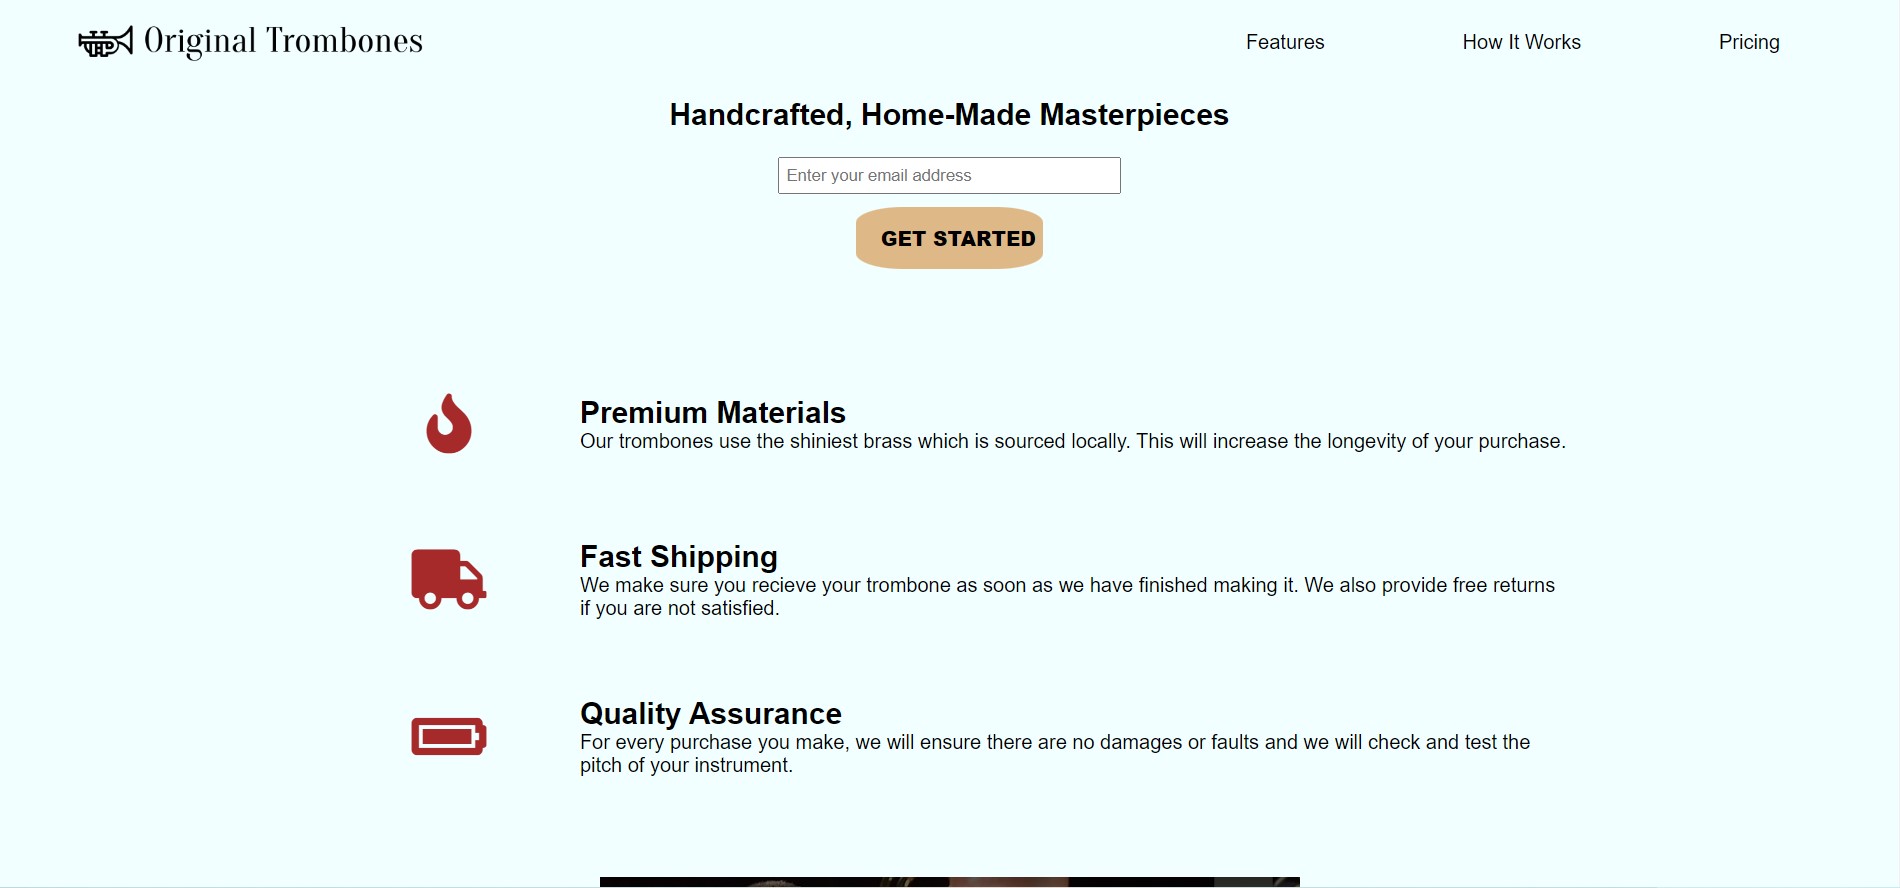 Original Trombones
Features
How It Works
Pricing
Handcrafted, Home-Made Masterpieces
Enter your email address
GET STARTED
Premium Materials
Our trombones use the shiniest brass which is sourced locally. This will increase the longevity of your purchase.
Fast Shipping
We make sure you recieve your trombone as soon as we have finished making it. We also provide free returns
if you are not satisfied.
Quality Assurance
For every purchase you make, we will ensure there are no damages or faults and we will check and test the
pitch of your instrument.